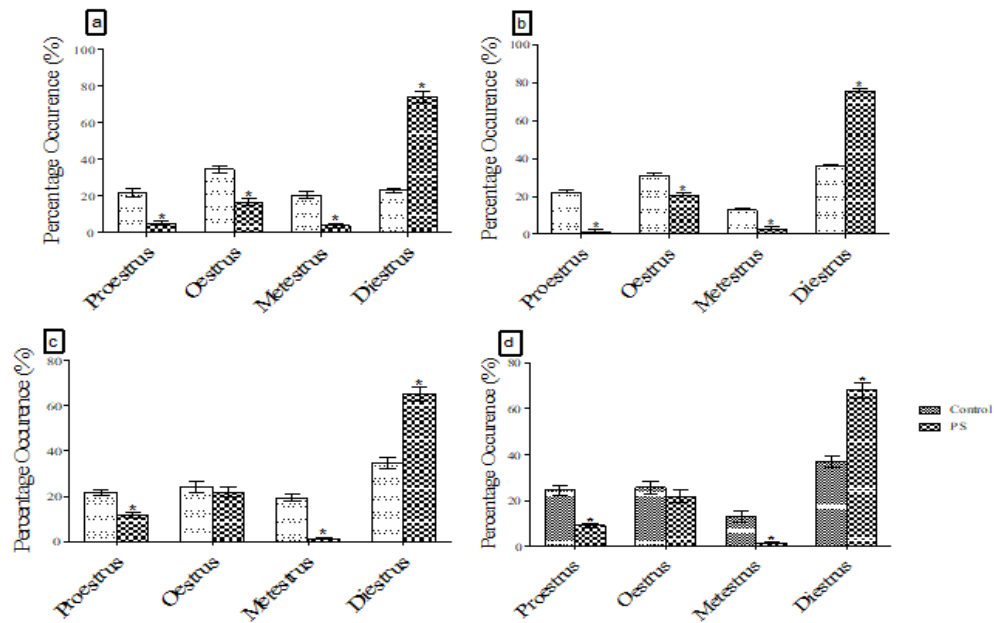 a
Percentage Occurence (%)
100
80
60
40
20
0
*
*
*
*
Proestrus
Oestrus
Metestrus
Diestrus
b
Percentage Occurence (%)
100
80
60
40
20
0
*
*
*
*
Proestrus
Oestrus
Metestrus
Diestrus
c
Percentage Occurence (%)
80
60
40
20
0
*
*
*
Proestrus
Oestrus
Metestrus
Diestrus
d
Percentage Occurence (%)
80
60
40
20
0
*
*
*
Proestrus
Oestrus
Metestrus
Diestrus
Control
PS